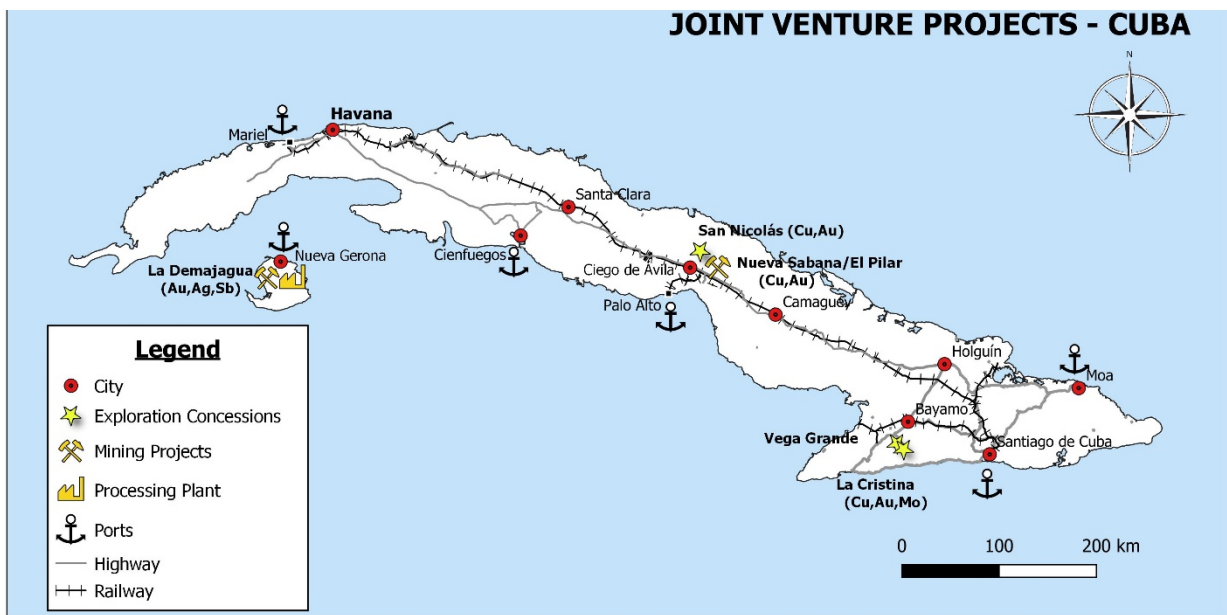 JOINT VENTURE PROJECTS - CUBA
N
Havana
Mariel
Santa Clara
San Nicolás (Cu,Au)
Nueva Gerona
Cienfuegos
La Demajagua
(Au,Ag,Sb)
Ciego de Ávila
Nueva Sabana/El Pilar
(Cu,Au)
Palo Alto
Camaguey
Holguín
Moa
Bayamo
Vega Grande
Santiago de Cuba
La Cristina
(Cu,Au,Mo)
Legend
City
Exploration Concessions
Mining Projects
Processing Plant
Ports
Highway
Railway
0 100 200 km